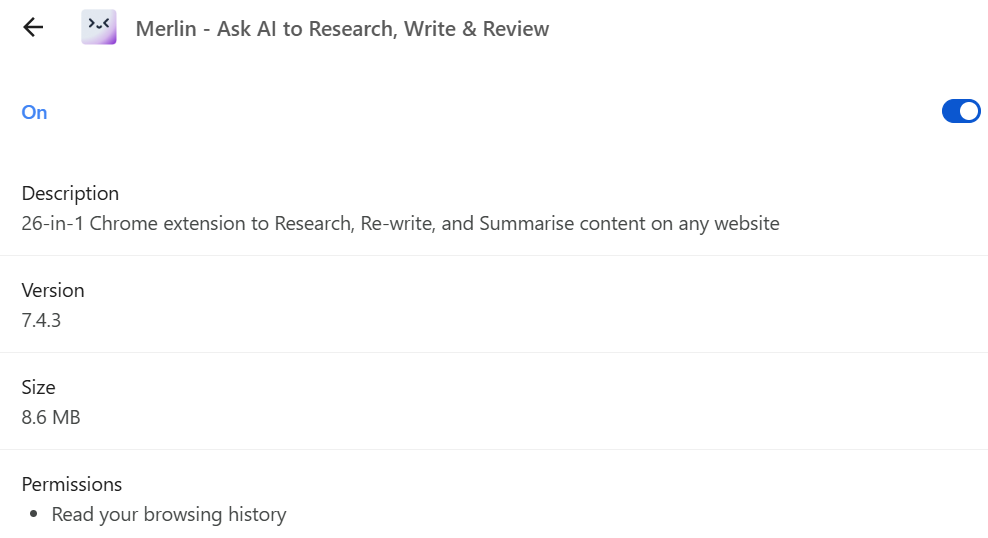 Merlin - Ask AI to Research, Write & Review
On
Description
26-in-1 Chrome extension to Research, Re-write, and Summarise content on any website
Version
7.4.3
Size
8.6 MB
Permissions
• Read your browsing history